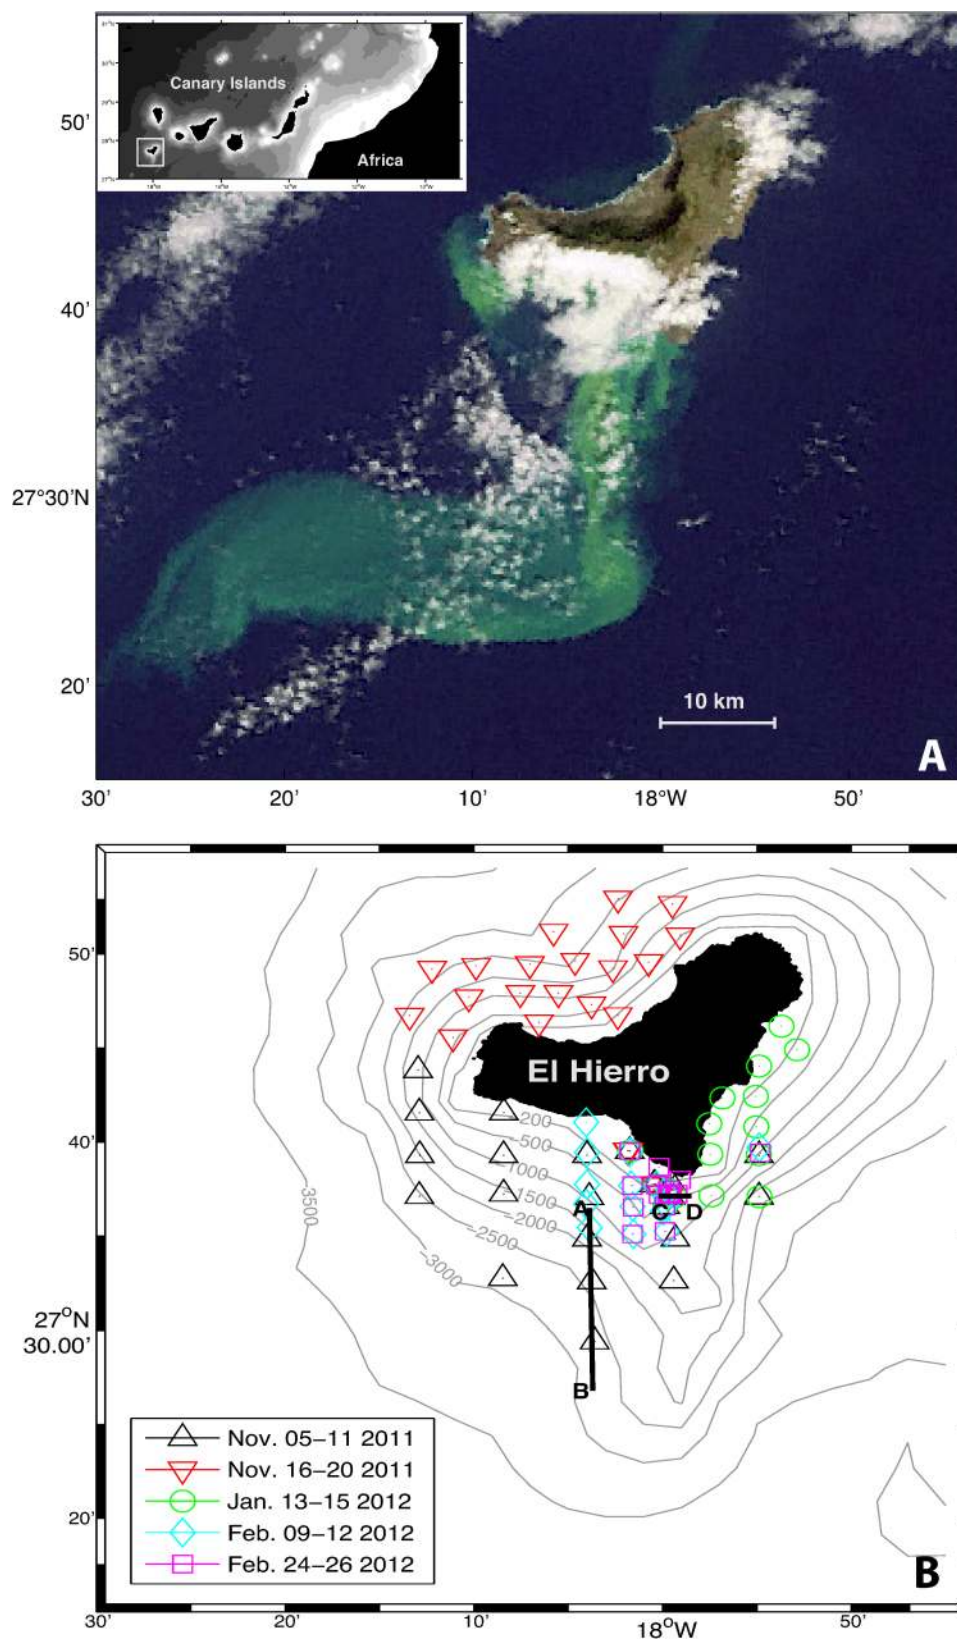 Canary Islands
Africa
50'
40'
27°30'N
20'
10 km
A
30'
20'
10'
18°W
50'
50'
El Hierro
200
-500
-1000
-1500
-2000
-2500
-3000
3500
40'
A
C
D
B
27°N
30.00'
20'
Nov. 05-11 2011
Nov. 16-20 2011
Jan. 13-15 2012
Feb. 09-12 2012
Feb. 24-26 2012
B
30'
20'
10'
18°W
50'